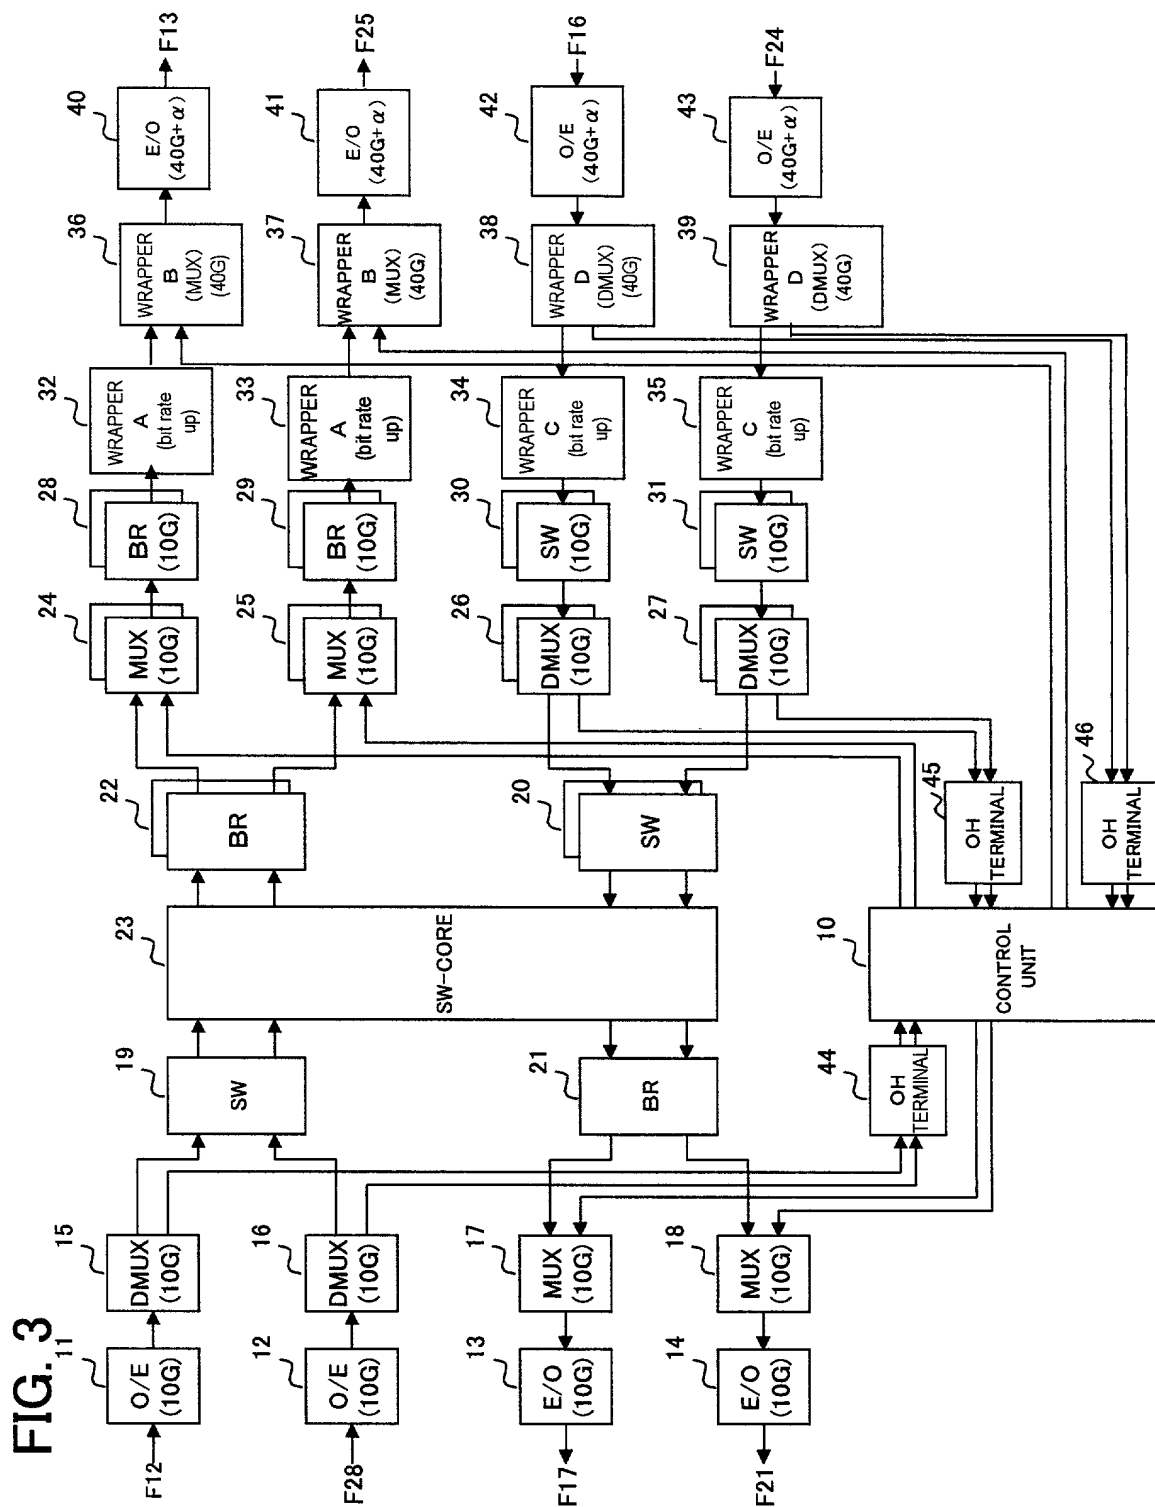 FIG. 3
F12
11
O/E
(10G)
15
DMUX
(10G)
19
SW
23
SW-CORE
22
BR
24
MUX
(10G)
28
BR
(10G)
32
WRAPPER
A
(bit rate
up)
36
WRAPPER
B
(MUX)
(40G)
40
E/O
(40G+α)
F13
F28
12
O/E
(10G)
16
DMUX
(10G)
25
MUX
(10G)
29
BR
(10G)
33
WRAPPER
A
(bit rate
up)
37
WRAPPER
B
(MUX)
(40G)
41
E/O
(40G+α)
F25
F17
13
E/O
(10G)
17
MUX
(10G)
21
BR
20
SW
26
DMUX
(10G)
30
SW
(10G)
34
WRAPPER
C
(bit rate
up)
38
WRAPPER
D
(DMUX)
(40G)
42
O/E
(40G+α)
F16
F21
14
E/O
(10G)
18
MUX
(10G)
27
DMUX
(10G)
31
SW
(10G)
35
WRAPPER
C
(bit rate
up)
39
WRAPPER
D
(DMUX)
(40G)
43
O/E
(40G+α)
F24
44
OH
TERMINAL
10
CONTROL
UNIT
45
OH
TERMINAL
46
OH
TERMINAL